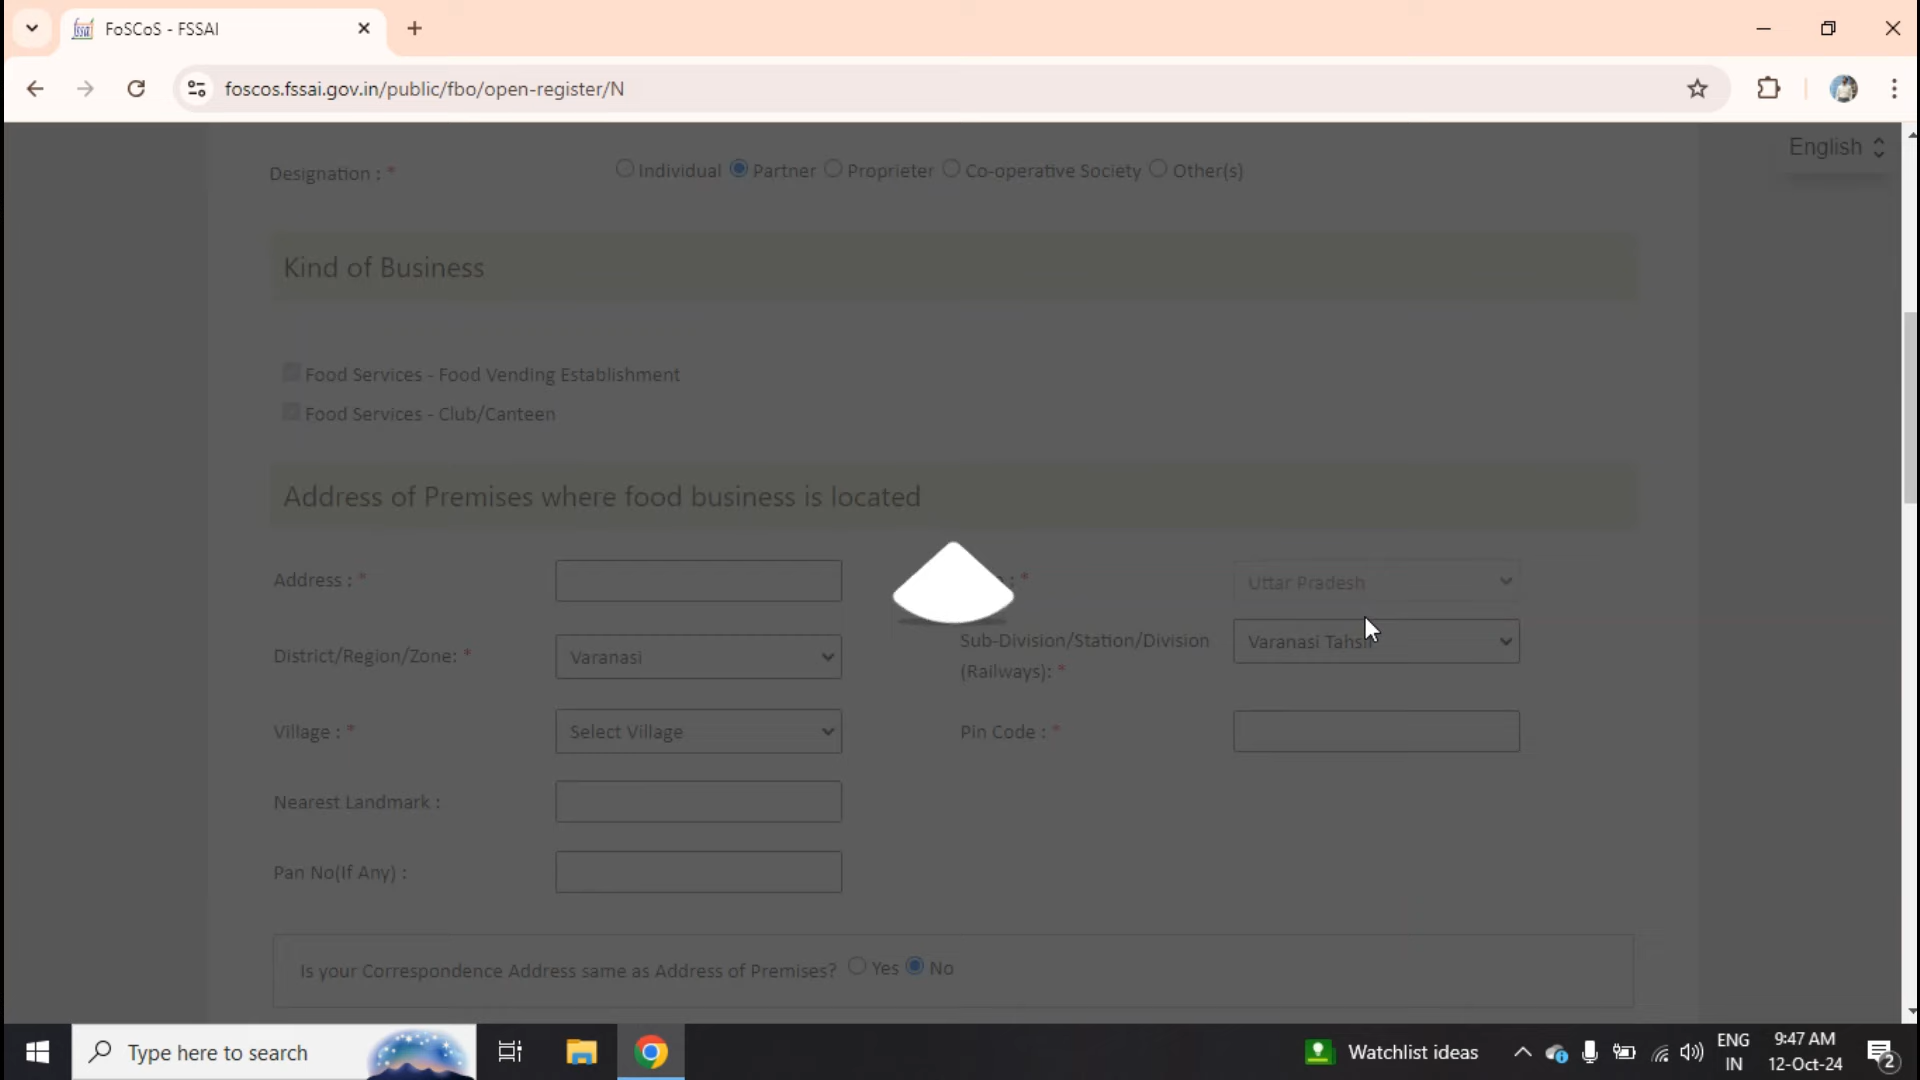 FoSCoS - FSSAI
foscos.fssai.gov.in/public/fbo/open-register/N
English
Designation : * Individual Partner Proprieter Co-operative Society Other(s)
Kind of Business
Food Services - Food Vending Establishment
Food Services - Club/Canteen
Address of Premises where food business is located
Address : * : * Uttar Pradesh
District/Region/Zone: * Varanasi Sub-Division/Station/Division (Railways): * Varanasi Tahsil
Village : * Select Village Pin Code : *
Nearest Landmark :
Pan No(If Any) :
Is your Correspondence Address same as Address of Premises? Yes No
Type here to search
Watchlist ideas
ENG
IN
9:47 AM
12-Oct-24
2